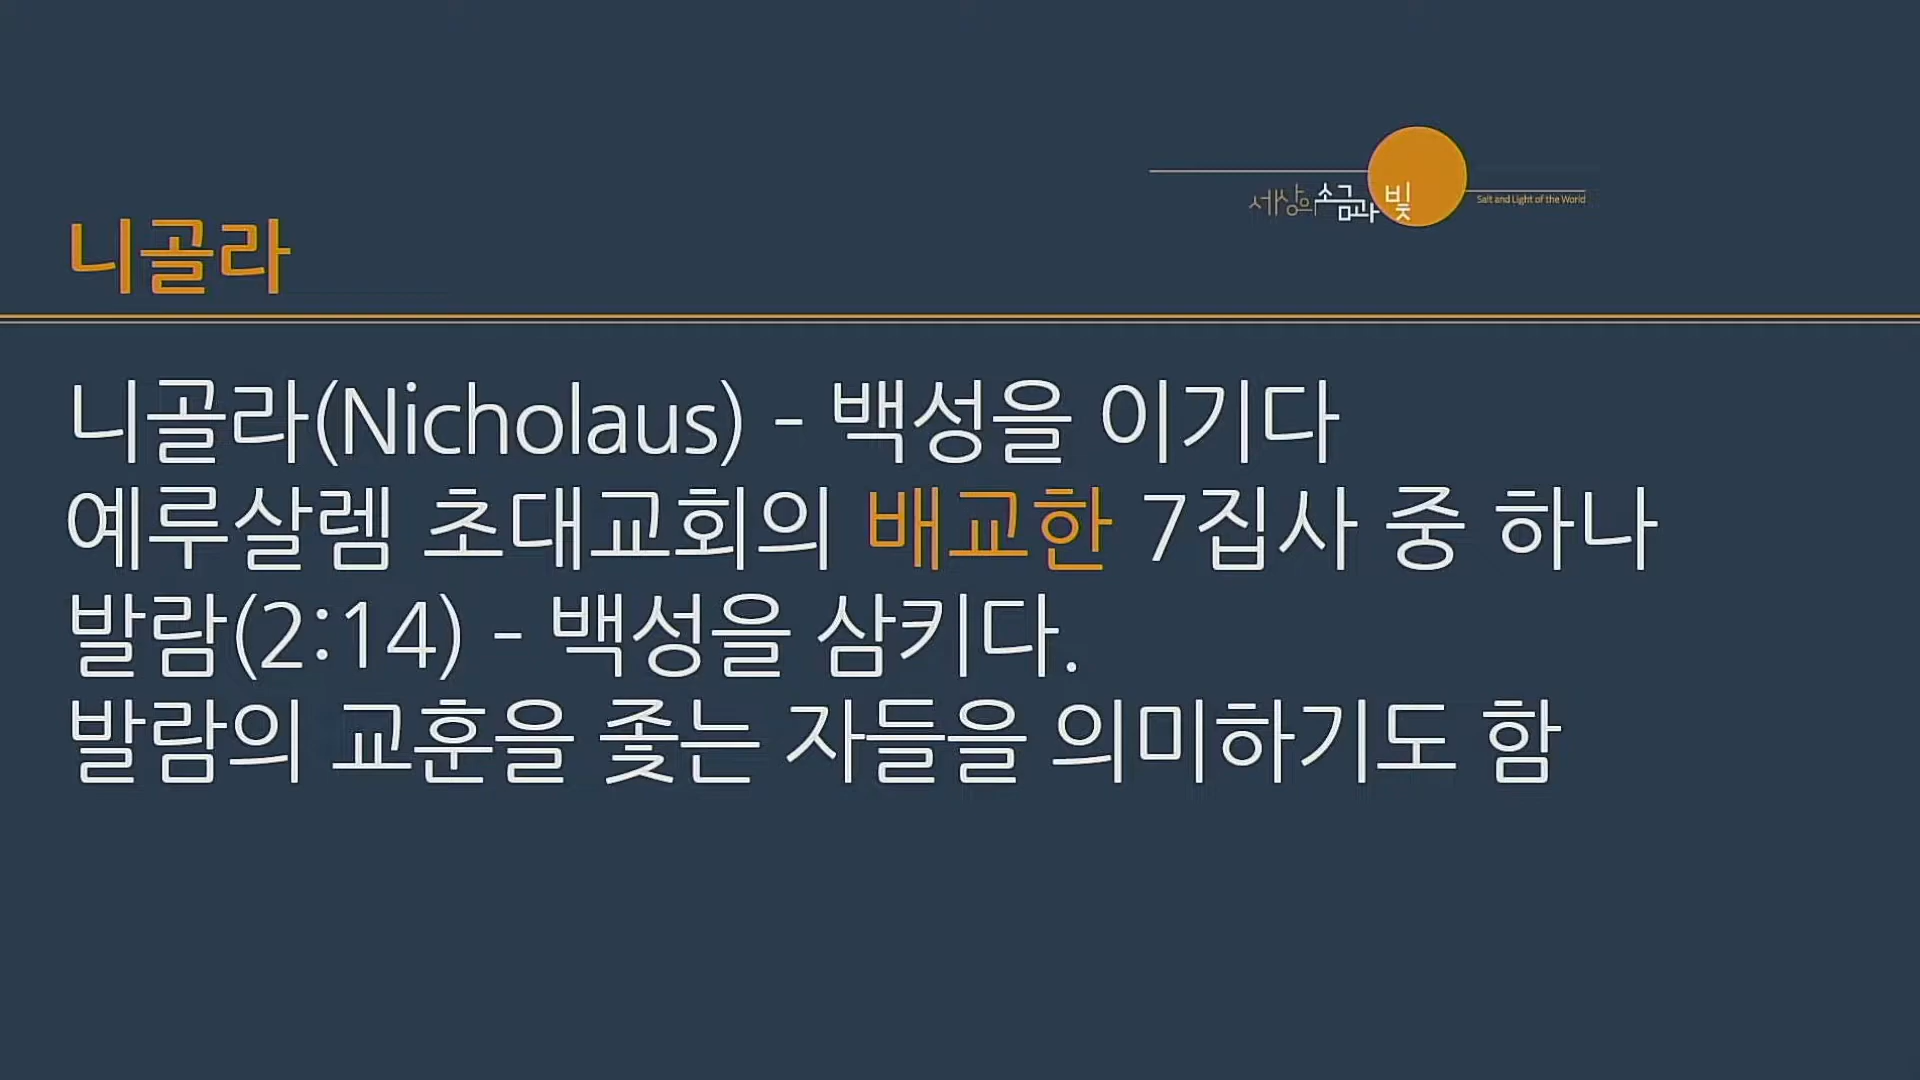 세상의 소금과 빛
Salt and Light of the World
니골라
니골라(Nicholaus) - 백성을 이기다
예루살렘 초대교회의 배교한 7집사 중 하나
발람(2:14) - 백성을 삼키다.
발람의 교훈을 좇는 자들을 의미하기도 함